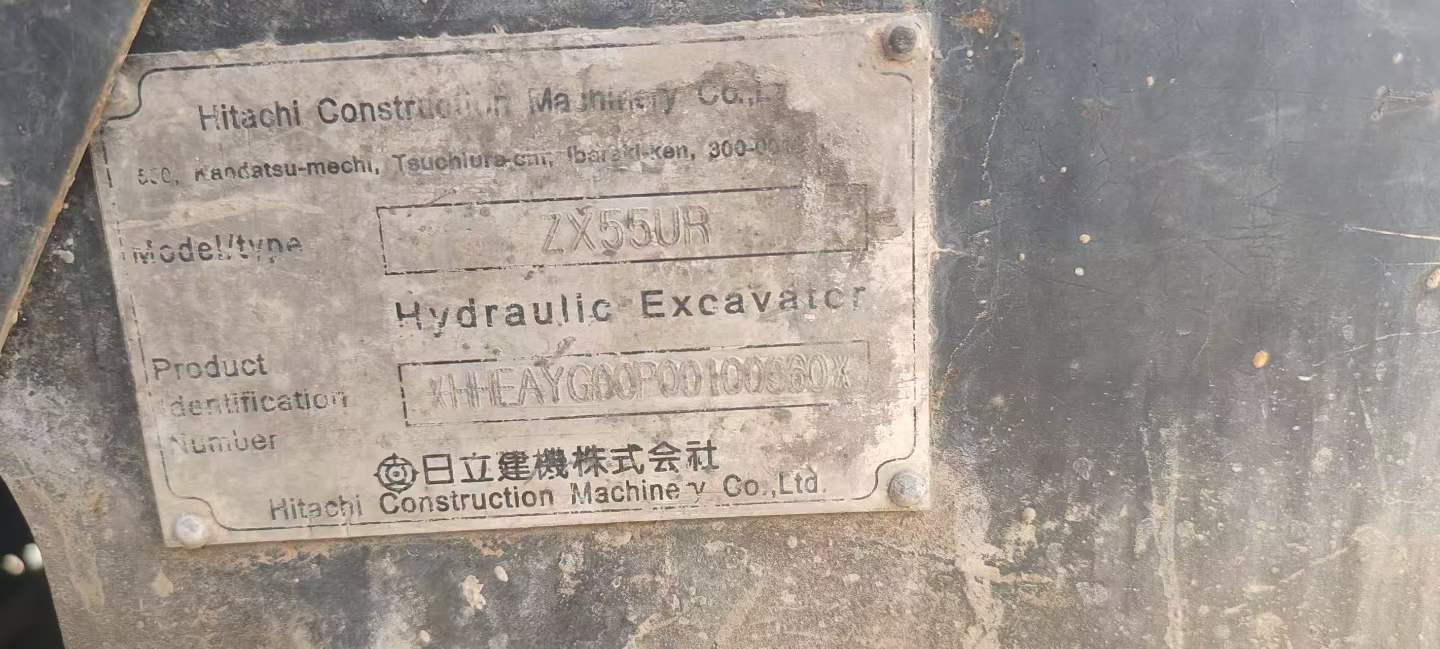 Hitachi Construction Machinery Co.,L
Kandatsu-machi, Tsuchiura-shi, Ibaraki-ken,
Model/type ZX55UR
Hydraulic Excavator
Product
Identification
Number
日立建機株式会社
Hitachi Construction Machinery Co.,Ltd.